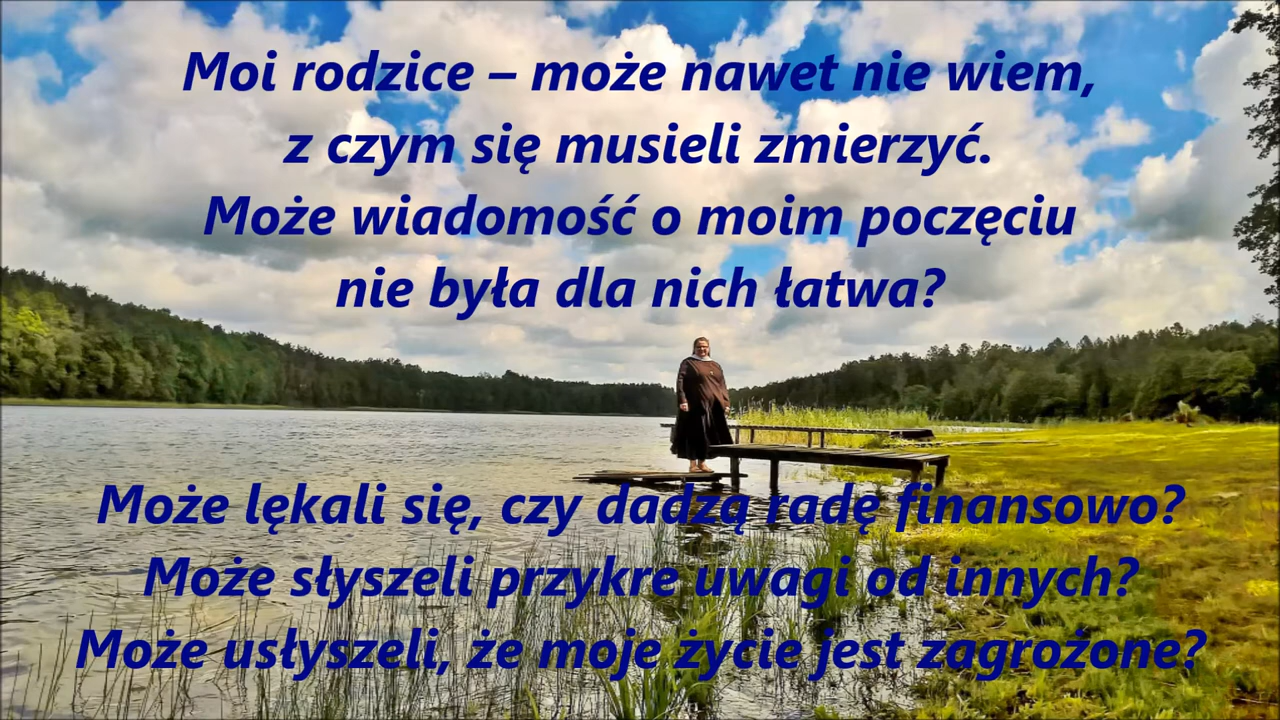 Moi rodzice – może nawet nie wiem,
z czym się musieli zmierzyć.
Może wiadomość o moim poczęciu
nie była dla nich łatwa?
Może lękali się, czy dadzą radę finansowo?
Może słyszeli przykre uwagi od innych?
Może usłyszeli, że moje życie jest zagrożone?